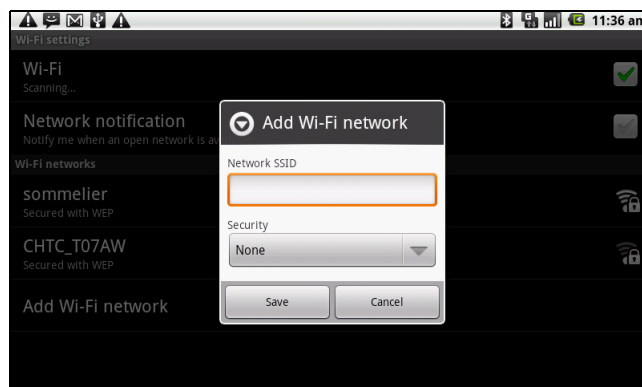 11:36 am
Wi-Fi settings
Wi-Fi
Scanning...
Network notification
Notify me when an open network is av
Wi-Fi networks
sommelier
Secured with WEP
CHTC_T07AW
Secured with WEP
Add Wi-Fi network
Add Wi-Fi network
Network SSID
Security
None
Save
Cancel